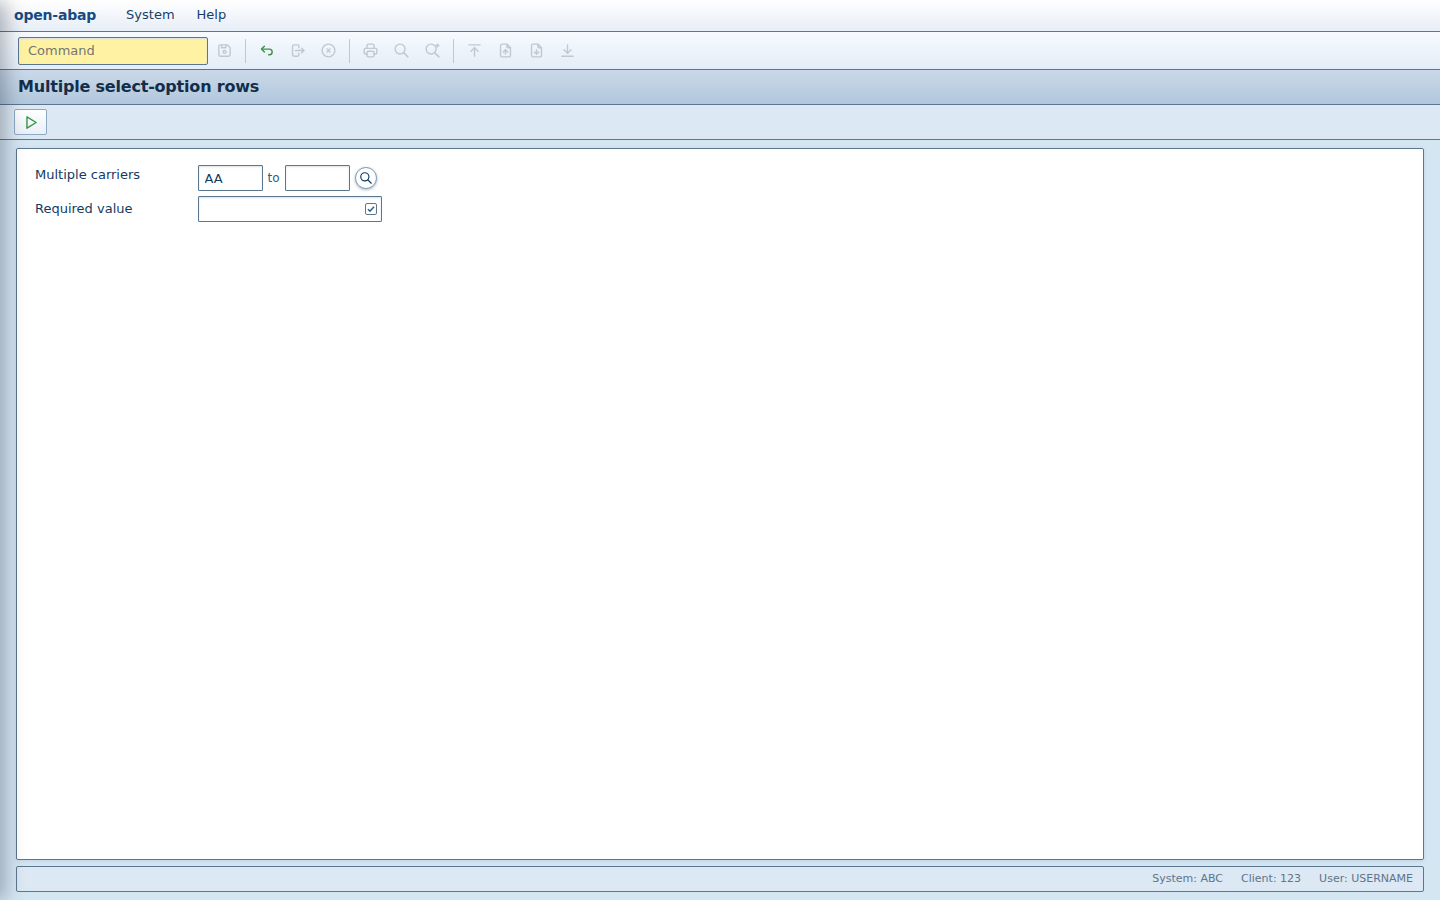 open-abap System Help
Command
Multiple select-option rows
Multiple carriers AA to
Required value
System: ABC Client: 123 User: USERNAME